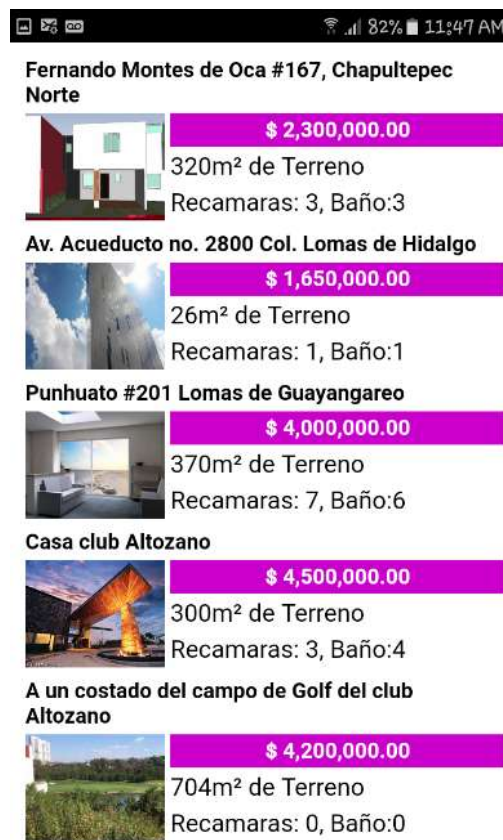 82% 11:47 AM
Fernando Montes de Oca #167, Chapultepec
Norte
$ 2,300,000.00
320m² de Terreno
Recamaras: 3, Baño:3
Av. Acueducto no. 2800 Col. Lomas de Hidalgo
$ 1,650,000.00
26m² de Terreno
Recamaras: 1, Baño:1
Punhuato #201 Lomas de Guayangareo
$ 4,000,000.00
370m² de Terreno
Recamaras: 7, Baño:6
Casa club Altozano
$ 4,500,000.00
300m² de Terreno
Recamaras: 3, Baño:4
A un costado del campo de Golf del club
Altozano
$ 4,200,000.00
704m² de Terreno
Recamaras: 0, Baño:0